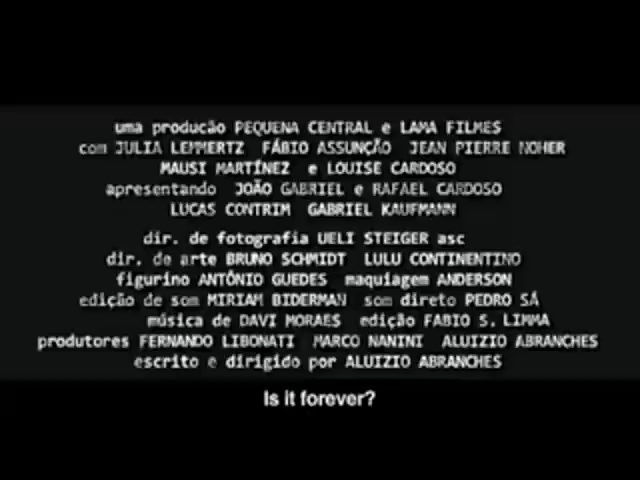 uma producão PEQUENA CENTRAL e LAMA FILMES
com JULIA LEMMERTZ FÁBIO ASSUNÇÃO JEAN PIERRE NOHER
MAUSI MARTÍNEZ e LOUISE CARDOSO
apresentando JOÃO GABRIEL e RAFAEL CARDOSO
LUCAS CONTRIM GABRIEL KAUFMANN
dir. de fotografia UELI STEIGER asc
dir. de arte BRUNO SCHMIDT LULU CONTINENTINO
figurino ANTÔNIO GUEDES maquiagem ANDERSON
edição de som MIRIAM BIDERMAN som direto PEDRO SÁ
música de DAVI MORAES edição FABIO S. LIMMA
produtores FERNANDO LIBONATI MARCO NANINI ALUIZIO ABRANCHES
escrito e dirigido por ALUIZIO ABRANCHES
Is it forever?